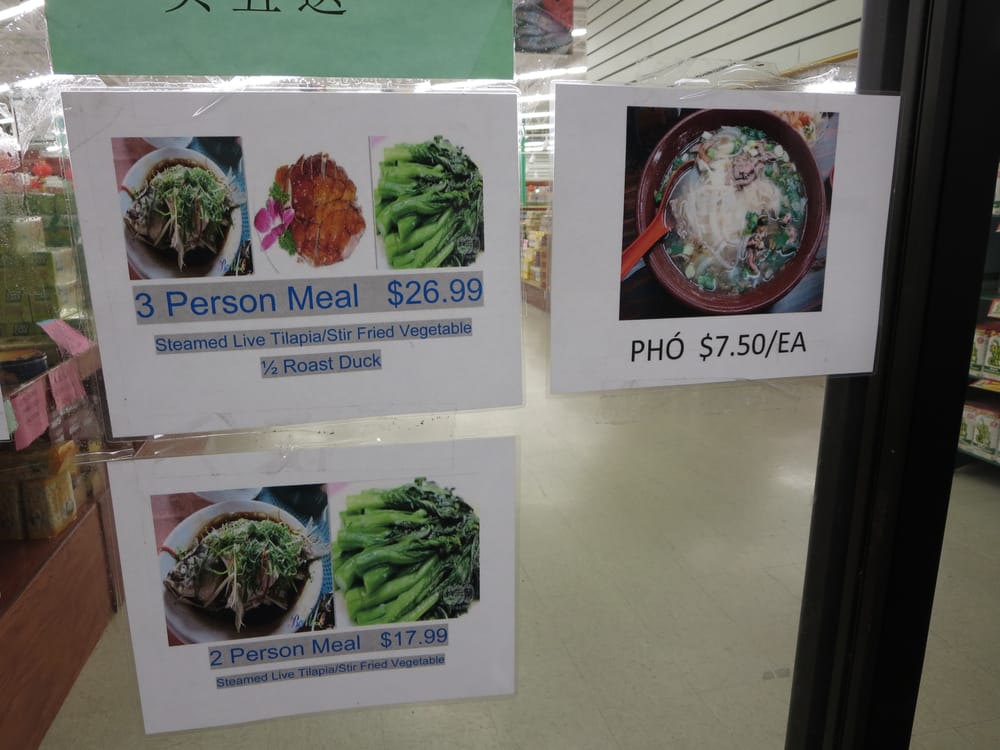 3 Person Meal $26.99
Steamed Live Tilapia/Stir Fried Vegetable
½ Roast Duck
PHÓ $7.50/EA
2 Person Meal $17.99
Steamed Live Tilapia/Stir Fried Vegetable